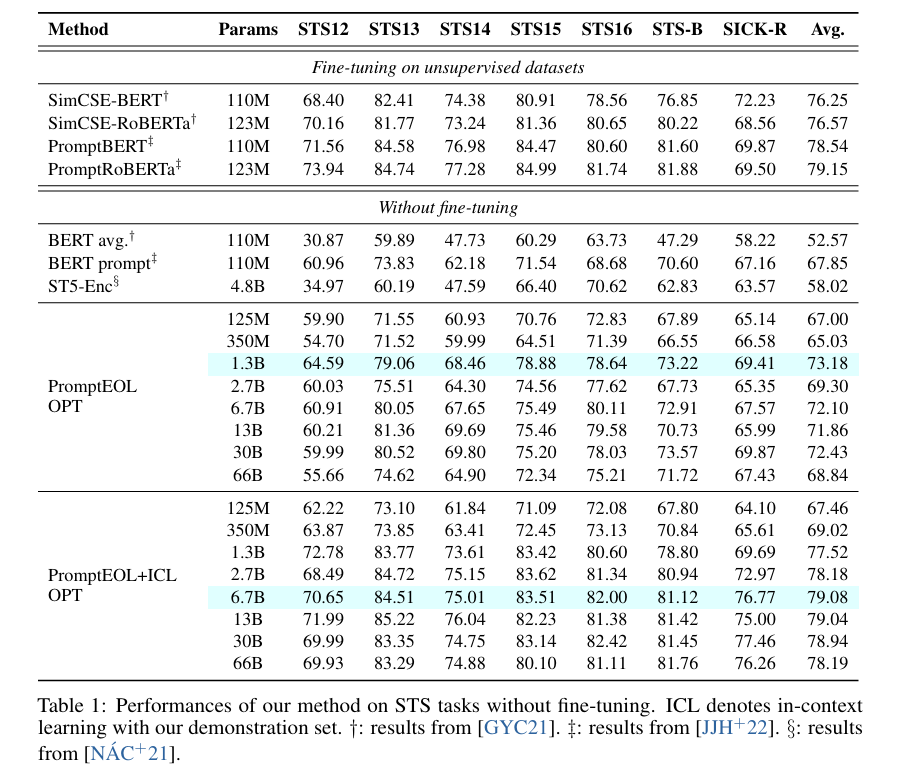 Method Params STS12 STS13 STS14 STS15 STS16 STS-B SICK-R Avg.
Fine-tuning on unsupervised datasets
SimCSE-BERT† 110M 68.40 82.41 74.38 80.91 78.56 76.85 72.23 76.25
SimCSE-RoBERTa† 123M 70.16 81.77 73.24 81.36 80.65 80.22 68.56 76.57
PromptBERT‡ 110M 71.56 84.58 76.98 84.47 80.60 81.60 69.87 78.54
PromptRoBERTa‡ 123M 73.94 84.74 77.28 84.99 81.74 81.88 69.50 79.15
Without fine-tuning
BERT avg.† 110M 30.87 59.89 47.73 60.29 63.73 47.29 58.22 52.57
BERT prompt‡ 110M 60.96 73.83 62.18 71.54 68.68 70.60 67.16 67.85
ST5-Enc§ 4.8B 34.97 60.19 47.59 66.40 70.62 62.83 63.57 58.02
PromptEOL
OPT
125M 59.90 71.55 60.93 70.76 72.83 67.89 65.14 67.00
350M 54.70 71.52 59.99 64.51 71.39 66.55 66.58 65.03
1.3B 64.59 79.06 68.46 78.88 78.64 73.22 69.41 73.18
2.7B 60.03 75.51 64.30 74.56 77.62 67.73 65.35 69.30
6.7B 60.91 80.05 67.65 75.49 80.11 72.91 67.57 72.10
13B 60.21 81.36 69.69 75.46 79.58 70.73 65.99 71.86
30B 59.99 80.52 69.80 75.20 78.03 73.57 69.87 72.43
66B 55.66 74.62 64.90 72.34 75.21 71.72 67.43 68.84
PromptEOL+ICL
OPT
125M 62.22 73.10 61.84 71.09 72.08 67.80 64.10 67.46
350M 63.87 73.85 63.41 72.45 73.13 70.84 65.61 69.02
1.3B 72.78 83.77 73.61 83.42 80.60 78.80 69.69 77.52
2.7B 68.49 84.72 75.15 83.62 81.34 80.94 72.97 78.18
6.7B 70.65 84.51 75.01 83.51 82.00 81.12 76.77 79.08
13B 71.99 85.22 76.04 82.23 81.38 81.42 75.00 79.04
30B 69.99 83.35 74.75 83.14 82.42 81.45 77.46 78.94
66B 69.93 83.29 74.88 80.10 81.11 81.76 76.26 78.19
Table 1: Performances of our method on STS tasks without fine-tuning. ICL denotes in-context
learning with our demonstration set. †: results from [GYC21]. ‡: results from [JJH+22]. §: results
from [NÁC+21].